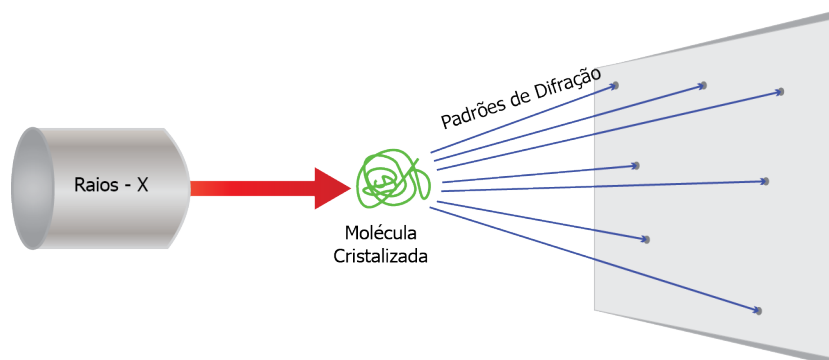 Padrões de Difração
Raios - X
Molécula
Cristalizada